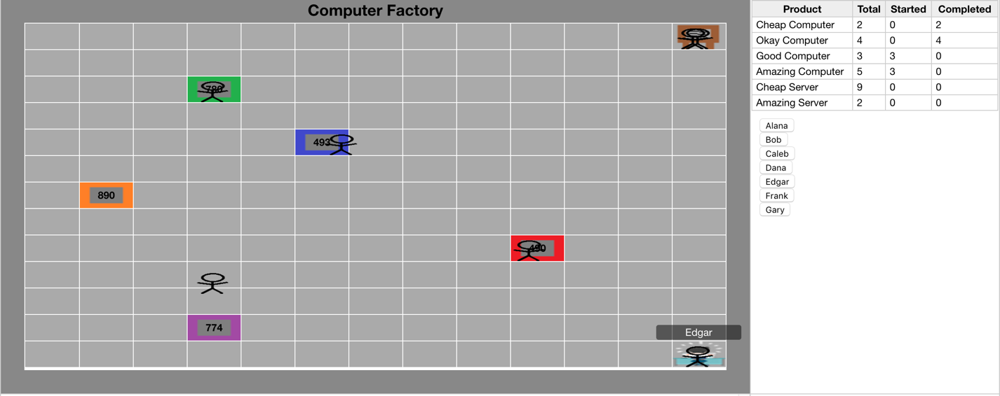 Computer Factory
Product Total Started Completed
Cheap Computer 2 0 2
Okay Computer 4 0 4
Good Computer 3 3 0
Amazing Computer 5 3 0
Cheap Server 9 0 0
Amazing Server 2 0 0
Alana
Bob
Caleb
Dana
Edgar
Frank
Gary
493
890
490
774
Edgar